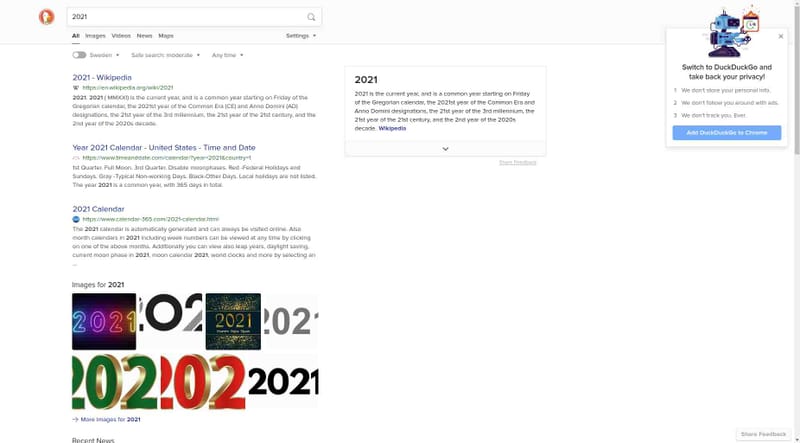 2021
All Images Videos News Maps Settings
Sweden Safe search: moderate Any time
2021 - Wikipedia
https://en.wikipedia.org/wiki/2021
2021. 2021 ( MMXXI) is the current year, and is a common year starting on Friday of the
Gregorian calendar, the 2021st year of the Common Era (CE) and Anno Domini (AD)
designations, the 21st year of the 3rd millennium, the 21st year of the 21st century, and the
2nd year of the 2020s decade.
Year 2021 Calendar - United States - Time and Date
https://www.timeanddate.com/calendar/?year=2021&country=1
1st Quarter. Full Moon. 3rd Quarter. Disable moonphases. Red -Federal Holidays and
Sundays. Gray -Typical Non-working Days. Black-Other Days. Local holidays are not listed.
The year 2021 is a common year, with 365 days in total.
2021 Calendar
https://www.calendar-365.com/2021-calendar.html
The 2021 calendar is automatically generated and can always be visited online. Also
month calendars in 2021 including week numbers can be viewed at any time by clicking
on one of the above months. Additionally you can view also leap years, daylight saving,
current moon phase in 2021, moon calendar 2021, world clocks and more by selecting an
...
Images for 2021
2021
202
2021
2021
202
202
2021
More Images for 2021
Recent News
2021
2021 is the current year, and is a common year starting on Friday
of the Gregorian calendar, the 2021st year of the Common Era and
Anno Domini designations, the 21st year of the 3rd millennium, the
21st year of the 21st century, and the 2nd year of the 2020s
decade. Wikipedia
Share Feedback
Switch to DuckDuckGo and
take back your privacy!
1 We don't store your personal info.
2 We don't follow you around with ads.
3 We don't track you. Ever.
Add DuckDuckGo to Chrome
Share Feedback